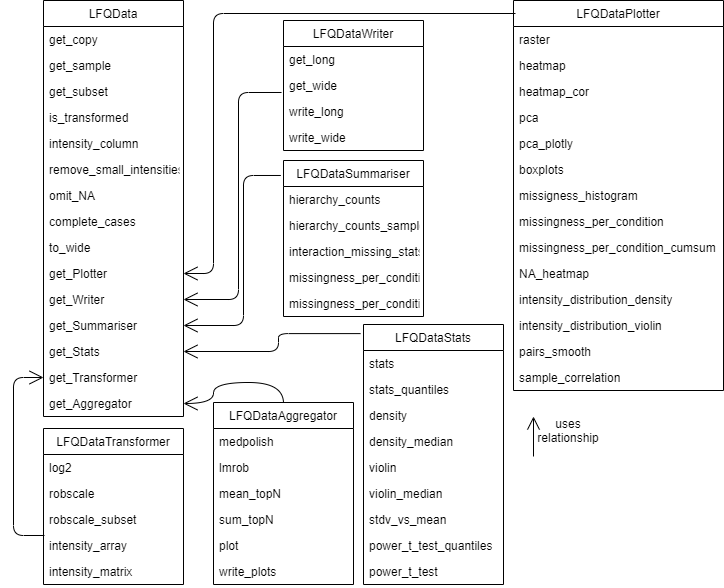 LFQData
get_copy
get_sample
get_subset
is_transformed
intensity_column
remove_small_intensities
omit_NA
complete_cases
to_wide
get_Plotter
get_Writer
get_Summariser
get_Stats
get_Transformer
get_Aggregator
LFQDataWriter
get_long
get_wide
write_long
write_wide
LFQDataSummariser
hierarchy_counts
hierarchy_counts_sampl
interaction_missing_stat
missingness_per_conditi
missingness_per_conditi
LFQDataPlotter
raster
heatmap
heatmap_cor
pca
pca_plotly
boxplots
missigness_histogram
missingness_per_condition
missingness_per_condition_cumsum
NA_heatmap
intensity_distribution_density
intensity_distribution_violin
pairs_smooth
sample_correlation
LFQDataTransformer
log2
robscale
robscale_subset
intensity_array
intensity_matrix
LFQDataAggregator
medpolish
lmrob
mean_topN
sum_topN
plot
write_plots
LFQDataStats
stats
stats_quantiles
density
density_median
violin
violin_median
stdv_vs_mean
power_t_test_quantiles
power_t_test
uses
relationship